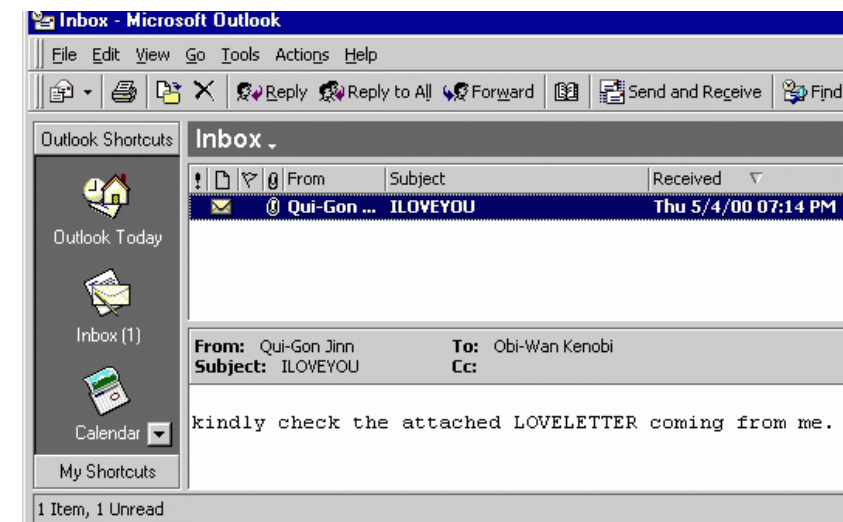 Inbox - Microsoft Outlook
File Edit View Go Tools Actions Help
Reply Reply to All Forward Send and Receive Find
Outlook Shortcuts
Inbox
! From Subject Received
Qui-Gon ... ILOVEYOU Thu 5/4/00 07:14 PM
Outlook Today
Inbox (1)
Calendar
My Shortcuts
From: Qui-Gon Jinn To: Obi-Wan Kenobi
Subject: ILOVEYOU Cc:
kindly check the attached LOVELETTER coming from me.
1 Item, 1 Unread